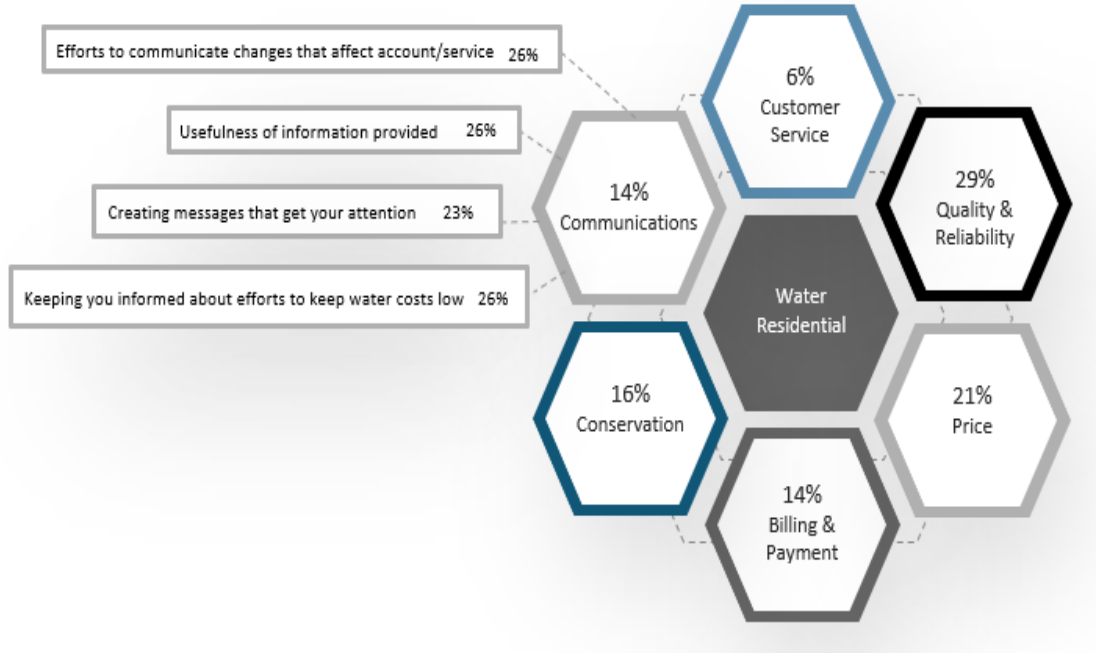 Efforts to communicate changes that affect account/service 26%
Usefulness of information provided 26%
Creating messages that get your attention 23%
Keeping you informed about efforts to keep water costs low 26%
6%
Customer
Service
14%
Communications
29%
Quality &
Reliability
Water
Residential
16%
Conservation
21%
Price
14%
Billing &
Payment